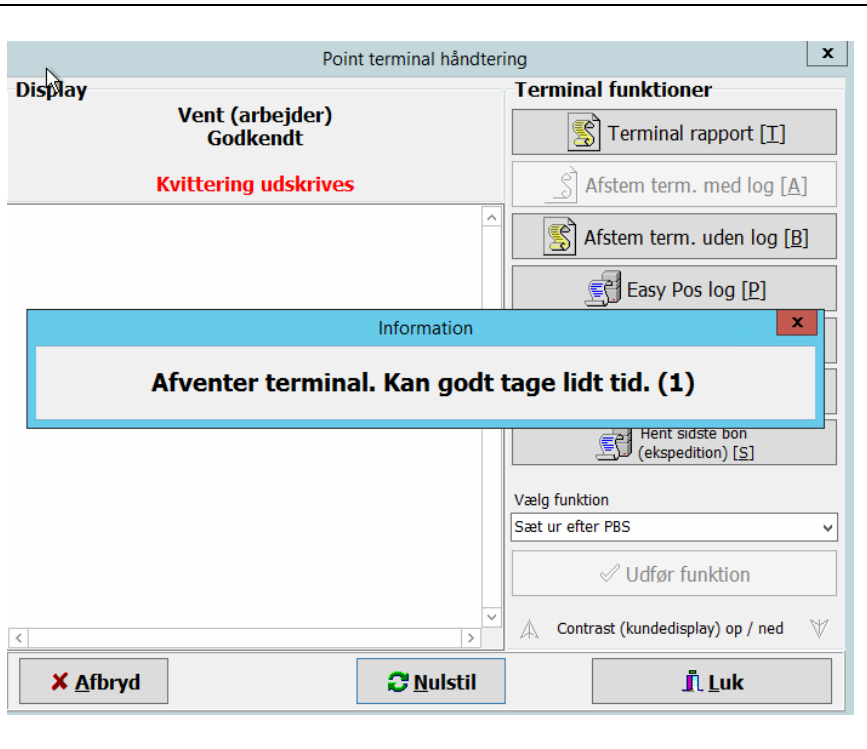 Point terminal håndtering
x
Display
Vent (arbejder)
Godkendt
Kvittering udskrives
Terminal funktioner
Terminal rapport [T]
Afstem term. med log [A]
Afstem term. uden log [B]
Easy Pos log [P]
Information
x
Afventer terminal. Kan godt tage lidt tid. (1)
Hent sidste bon
(ekspedition) [S]
Vælg funktion
Sæt ur efter PBS
Udfør funktion
Contrast (kundedisplay) op / ned
Afbryd
Nulstil
Luk